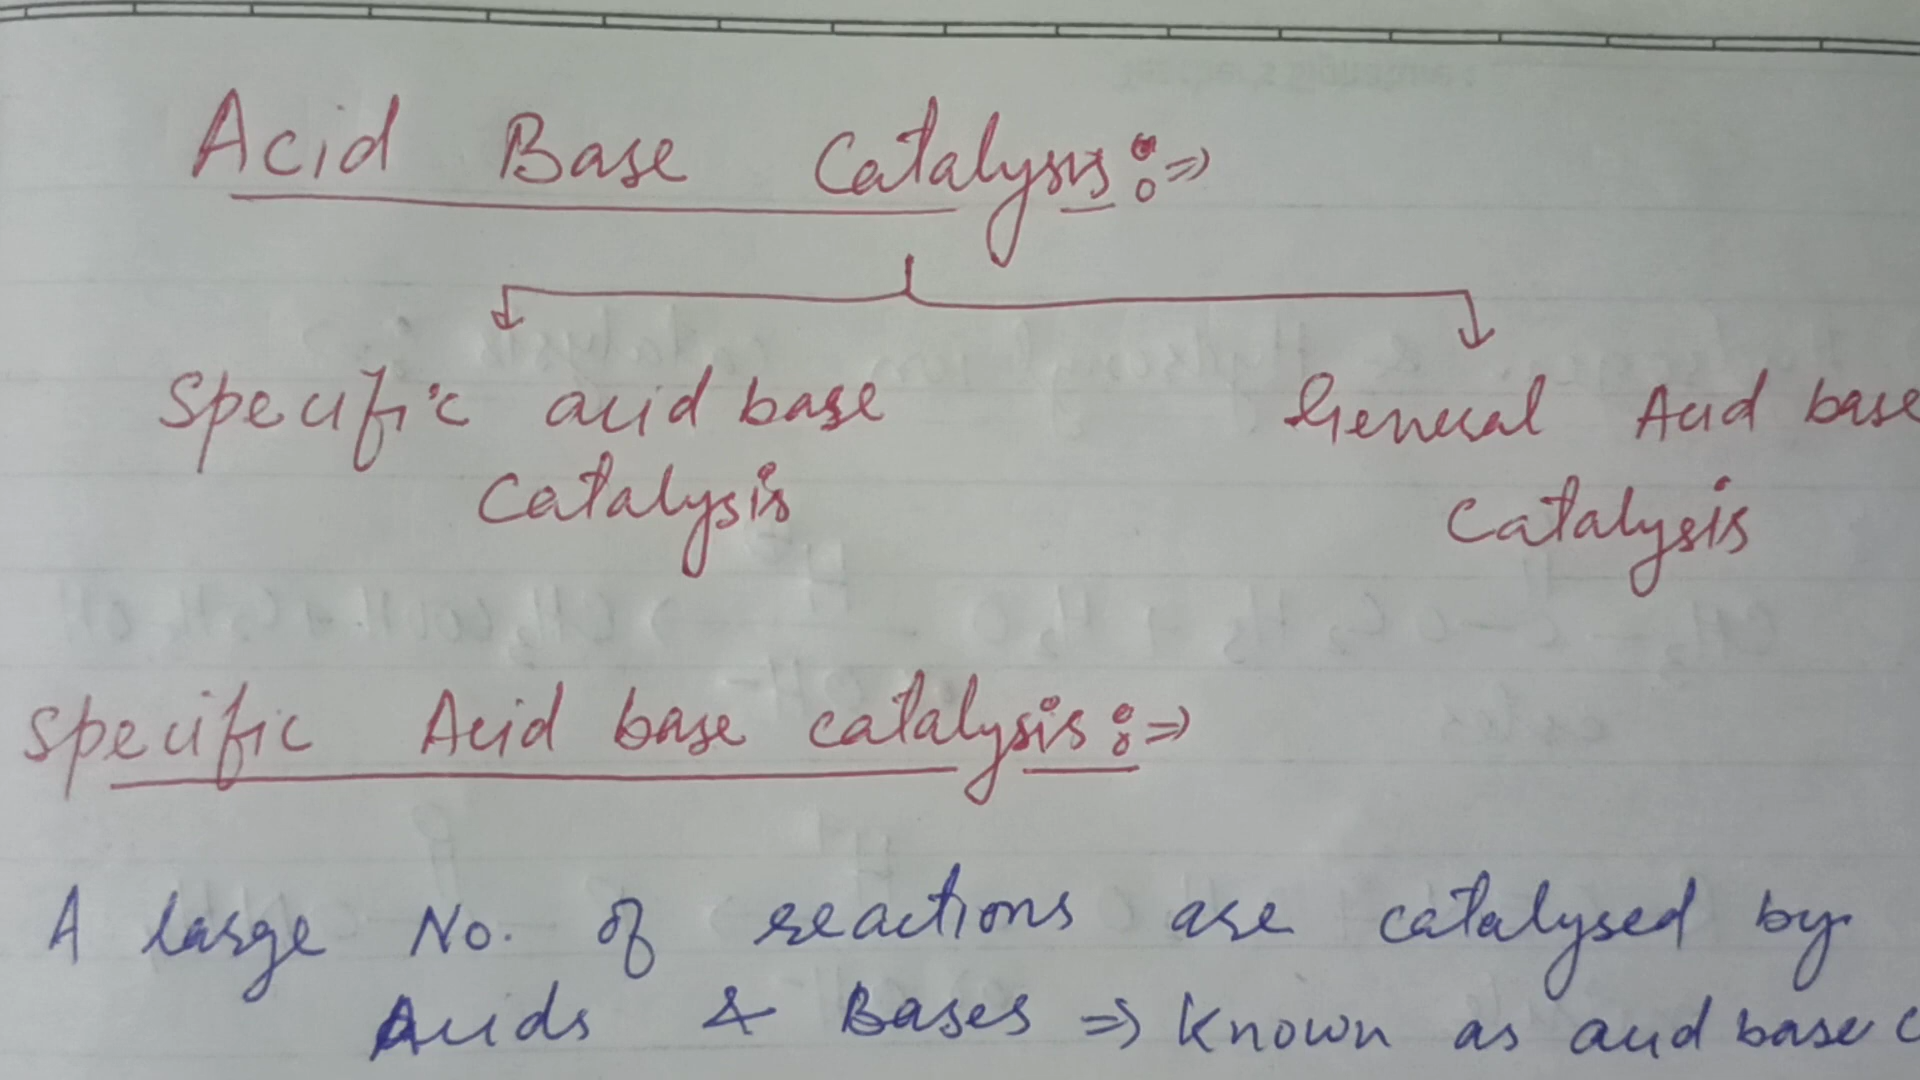 Acid Base Catalysis :⇒
Specific acid base General Acid base
Catalysis Catalysis
Specific Acid base catalysis :⇒
A large No. of reactions are catalysed by
Acids & Bases ⇒ Known as acid base